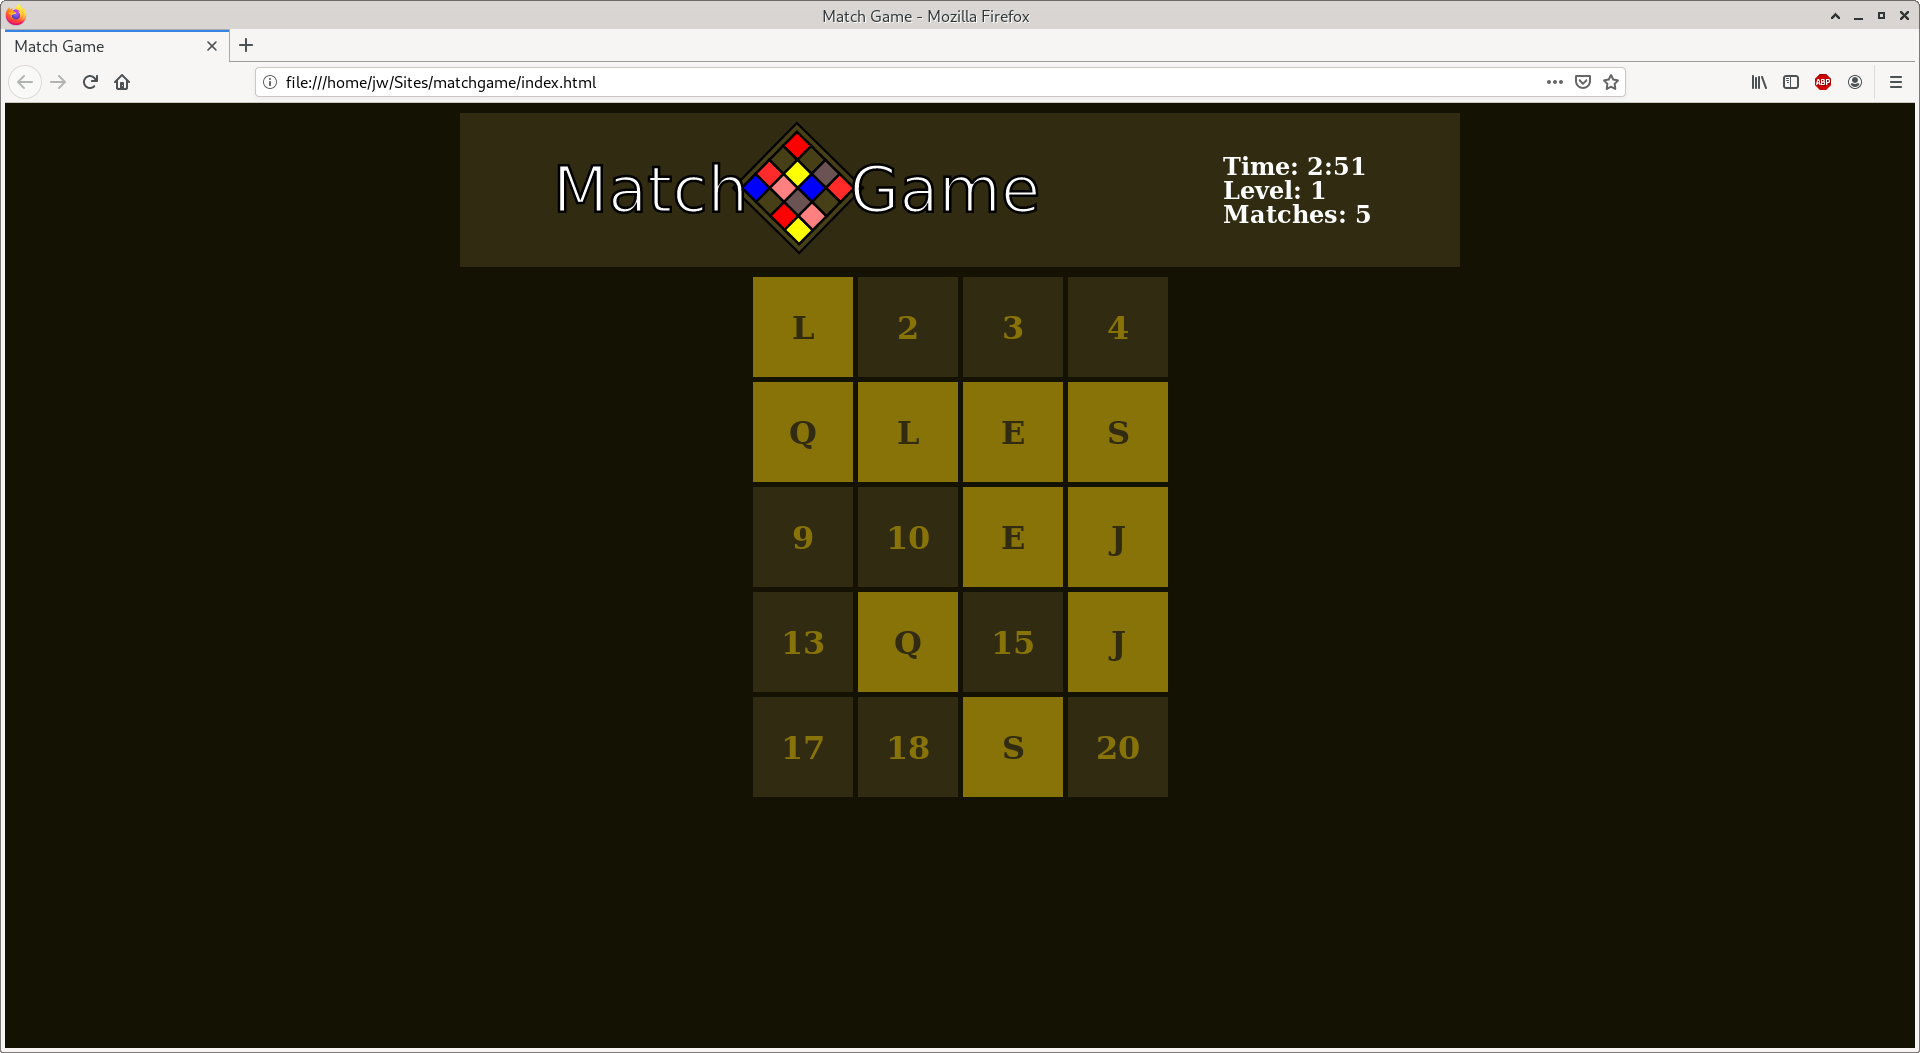 Match Game - Mozilla Firefox
Match Game
file:///home/jw/Sites/matchgame/index.html
ABP
Match Game
Time: 2:51
Level: 1
Matches: 5
L 2 3 4
Q L E S
9 10 E J
13 Q 15 J
17 18 S 20